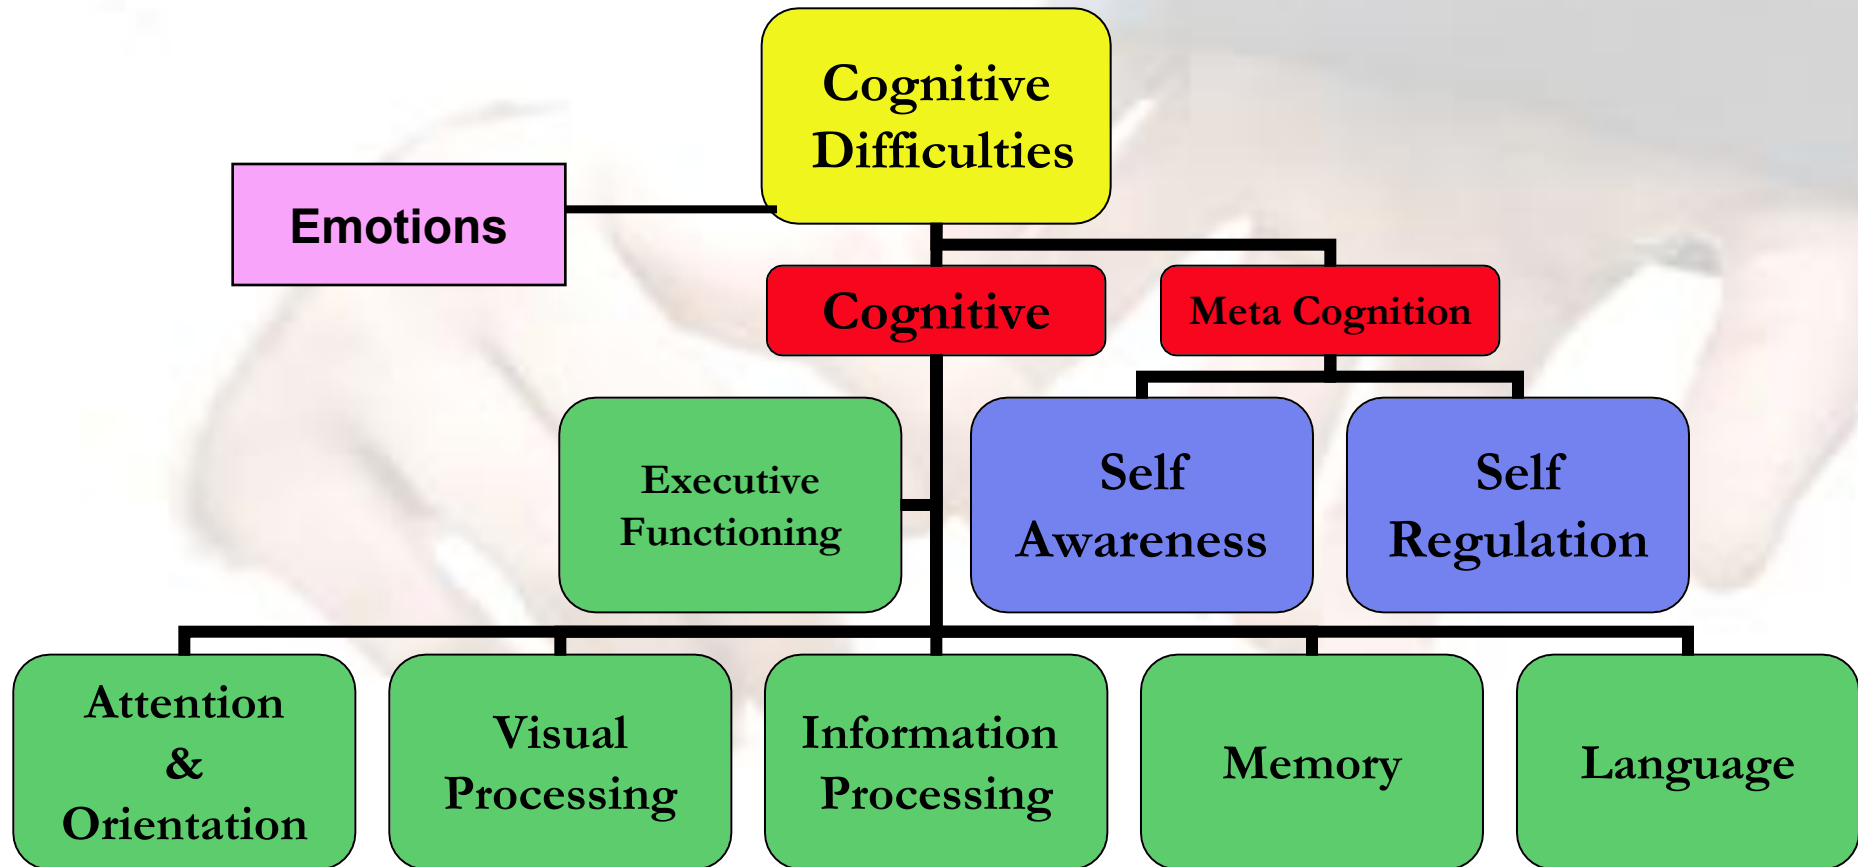 Cognitive
Difficulties
Emotions
Cognitive
Meta Cognition
Executive
Functioning
Self
Awareness
Self
Regulation
Attention
&
Orientation
Visual
Processing
Information
Processing
Memory
Language